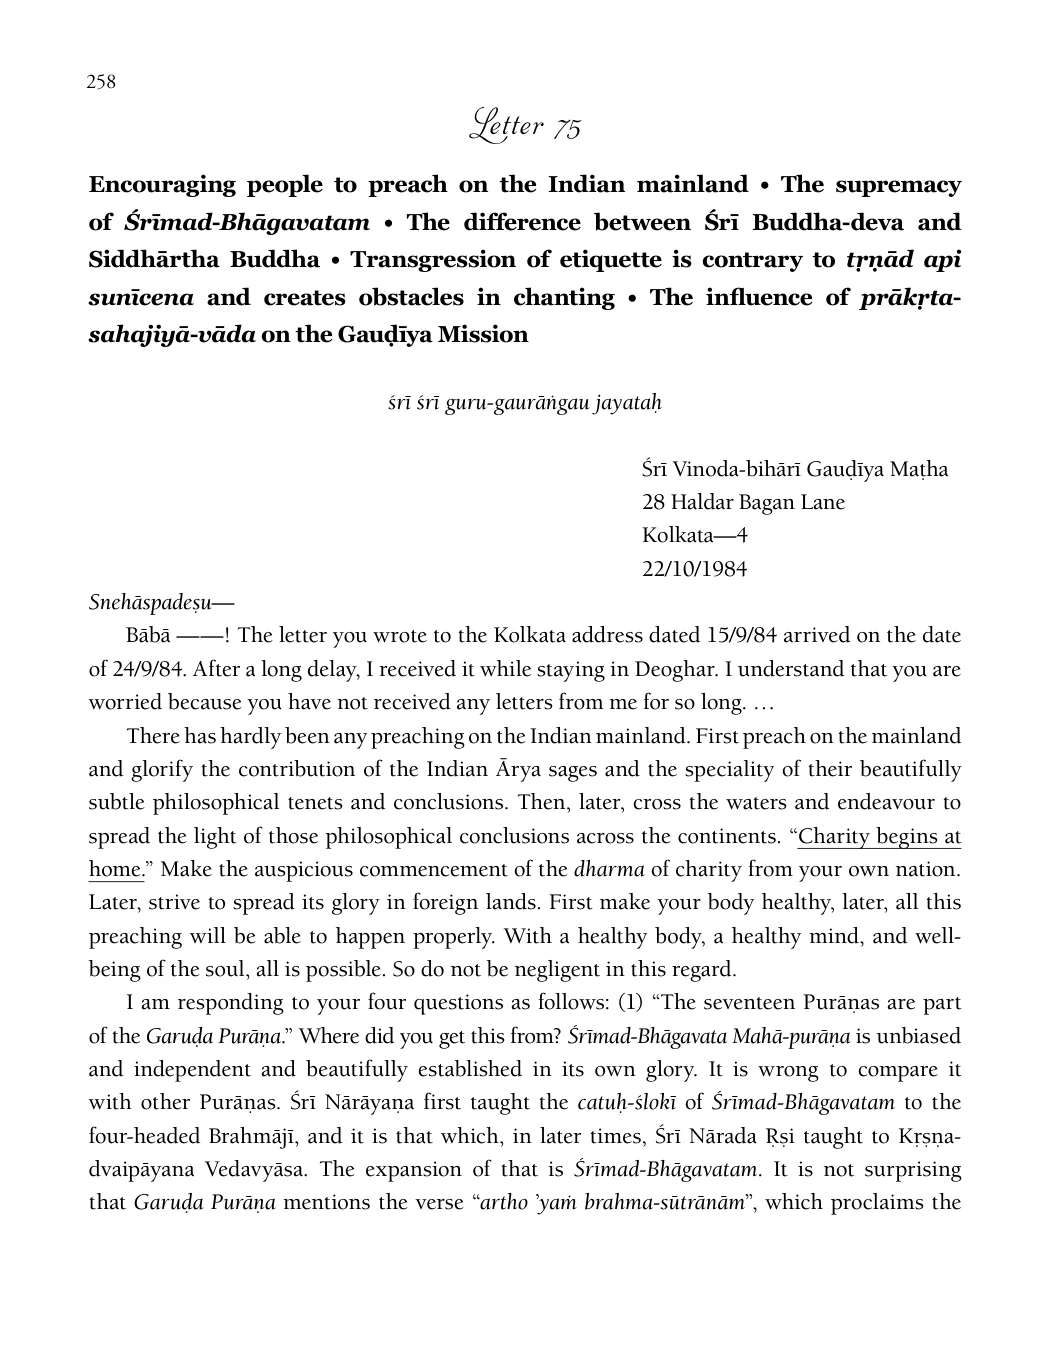 258
Letter 75
Encouraging people to preach on the Indian mainland • The supremacy
of Śrīmad-Bhāgavatam • The difference between Śrī Buddha-deva and
Siddhārtha Buddha • Transgression of etiquette is contrary to tṛṇād api
sunīcena and creates obstacles in chanting • The influence of prākṛta-
sahajiyā-vāda on the Gauḍīya Mission
śrī śrī guru-gaurāṅgau jayataḥ
Śrī Vinoda-bihārī Gauḍīya Maṭha
28 Haldar Bagan Lane
Kolkata—4
22/10/1984
Snehāspadeṣu—
Bābā ——! The letter you wrote to the Kolkata address dated 15/9/84 arrived on the date
of 24/9/84. After a long delay, I received it while staying in Deoghar. I understand that you are
worried because you have not received any letters from me for so long. …
There has hardly been any preaching on the Indian mainland. First preach on the mainland
and glorify the contribution of the Indian Ārya sages and the speciality of their beautifully
subtle philosophical tenets and conclusions. Then, later, cross the waters and endeavour to
spread the light of those philosophical conclusions across the continents. “Charity begins at
home.” Make the auspicious commencement of the dharma of charity from your own nation.
Later, strive to spread its glory in foreign lands. First make your body healthy, later, all this
preaching will be able to happen properly. With a healthy body, a healthy mind, and well-
being of the soul, all is possible. So do not be negligent in this regard.
I am responding to your four questions as follows: (1) “The seventeen Purāṇas are part
of the Garuḍa Purāṇa.” Where did you get this from? Śrīmad-Bhāgavata Mahā-purāṇa is unbiased
and independent and beautifully established in its own glory. It is wrong to compare it
with other Purāṇas. Śrī Nārāyaṇa first taught the catuḥ-ślokī of Śrīmad-Bhāgavatam to the
four-headed Brahmājī, and it is that which, in later times, Śrī Nārada Ṛṣi taught to Kṛṣṇa-
dvaipāyana Vedavyāsa. The expansion of that is Śrīmad-Bhāgavatam. It is not surprising
that Garuḍa Purāṇa mentions the verse “artho ’yaṁ brahma-sūtrānām”, which proclaims the